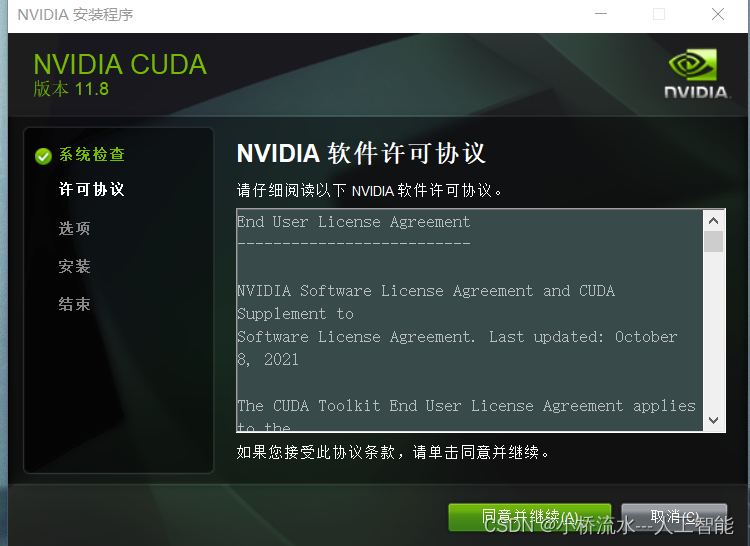 NVIDIA 安装程序
NVIDIA CUDA
版本 11.8
NVIDIA.
系统检查
许可协议
选项
安装
结束
NVIDIA 软件许可协议
请仔细阅读以下 NVIDIA 软件许可协议。
End User License Agreement
--------------------------
NVIDIA Software License Agreement and CUDA
Supplement to
Software License Agreement. Last updated: October
8, 2021
The CUDA Toolkit End User License Agreement applies
to the
如果您接受此协议条款，请单击同意并继续。
同意并继续(A)
取消(C)
CSDN @小桥流水---人工智能